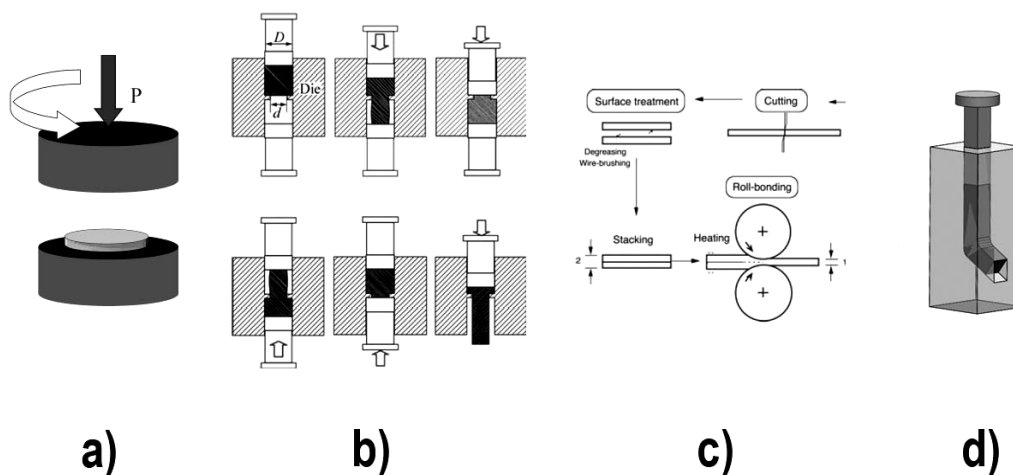 P
D
Die
d
Surface treatment
Cutting
Degreasing
Wire-brushing
Roll-bonding
Stacking
Heating
2
1
a)
b)
c)
d)